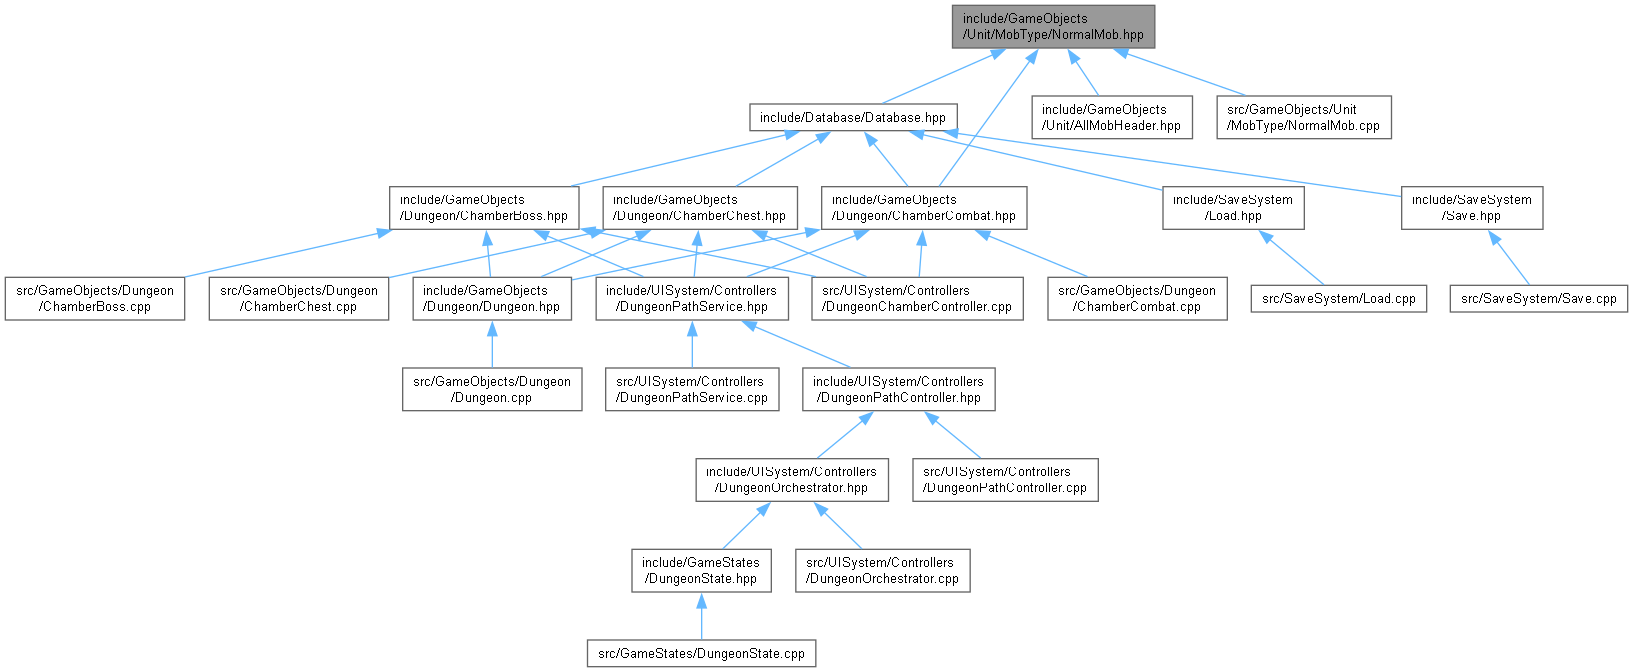 include/GameObjects
/Unit/MobType/NormalMob.hpp
include/Database/Database.hpp
include/GameObjects
/Unit/AllMobHeader.hpp
src/GameObjects/Unit
/MobType/NormalMob.cpp
include/GameObjects
/Dungeon/ChamberBoss.hpp
include/GameObjects
/Dungeon/ChamberChest.hpp
include/GameObjects
/Dungeon/ChamberCombat.hpp
include/SaveSystem
/Load.hpp
include/SaveSystem
/Save.hpp
src/GameObjects/Dungeon
/ChamberBoss.cpp
src/GameObjects/Dungeon
/ChamberChest.cpp
include/GameObjects
/Dungeon/Dungeon.hpp
include/UISystem/Controllers
/DungeonPathService.hpp
src/UISystem/Controllers
/DungeonChamberController.cpp
src/GameObjects/Dungeon
/ChamberCombat.cpp
src/SaveSystem/Load.cpp
src/SaveSystem/Save.cpp
src/GameObjects/Dungeon
/Dungeon.cpp
src/UISystem/Controllers
/DungeonPathService.cpp
include/UISystem/Controllers
/DungeonPathController.hpp
include/UISystem/Controllers
/DungeonOrchestrator.hpp
src/UISystem/Controllers
/DungeonPathController.cpp
include/GameStates
/DungeonState.hpp
src/UISystem/Controllers
/DungeonOrchestrator.cpp
src/GameStates/DungeonState.cpp